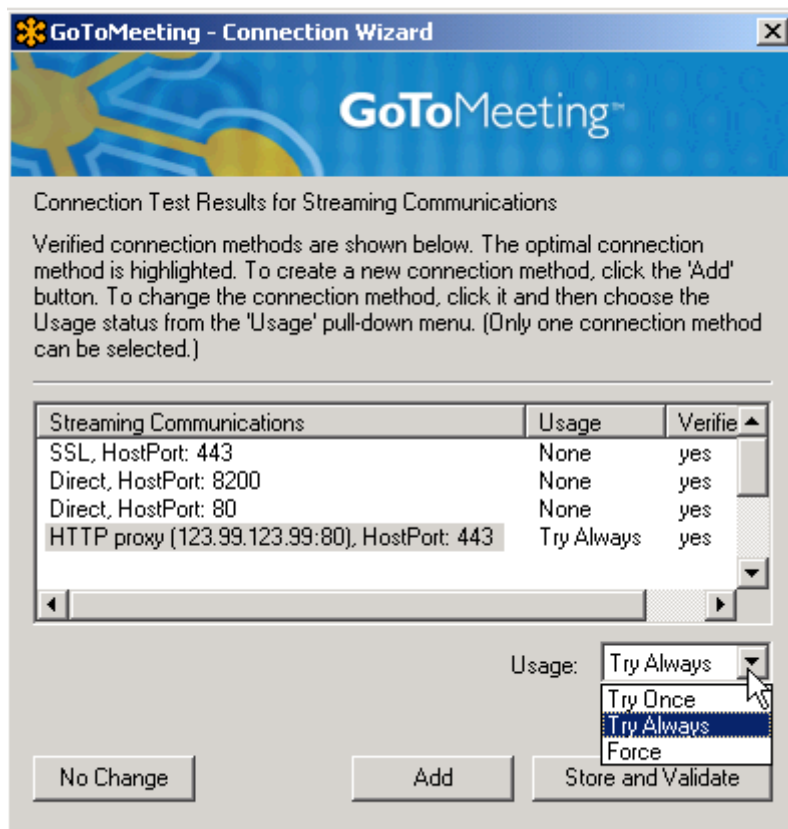 GoToMeeting - Connection Wizard
GoToMeeting™
Connection Test Results for Streaming Communications
Verified connection methods are shown below. The optimal connection
method is highlighted. To create a new connection method, click the 'Add'
button. To change the connection method, click it and then choose the
Usage status from the 'Usage' pull-down menu. (Only one connection method
can be selected.)
Streaming Communications Usage Verifie
SSL, HostPort: 443 None yes
Direct, HostPort: 8200 None yes
Direct, HostPort: 80 None yes
HTTP proxy (123.99.123.99:80), HostPort: 443 Try Always yes
Usage: Try Always
Try Once
Try Always
Force
No Change Add Store and Validate